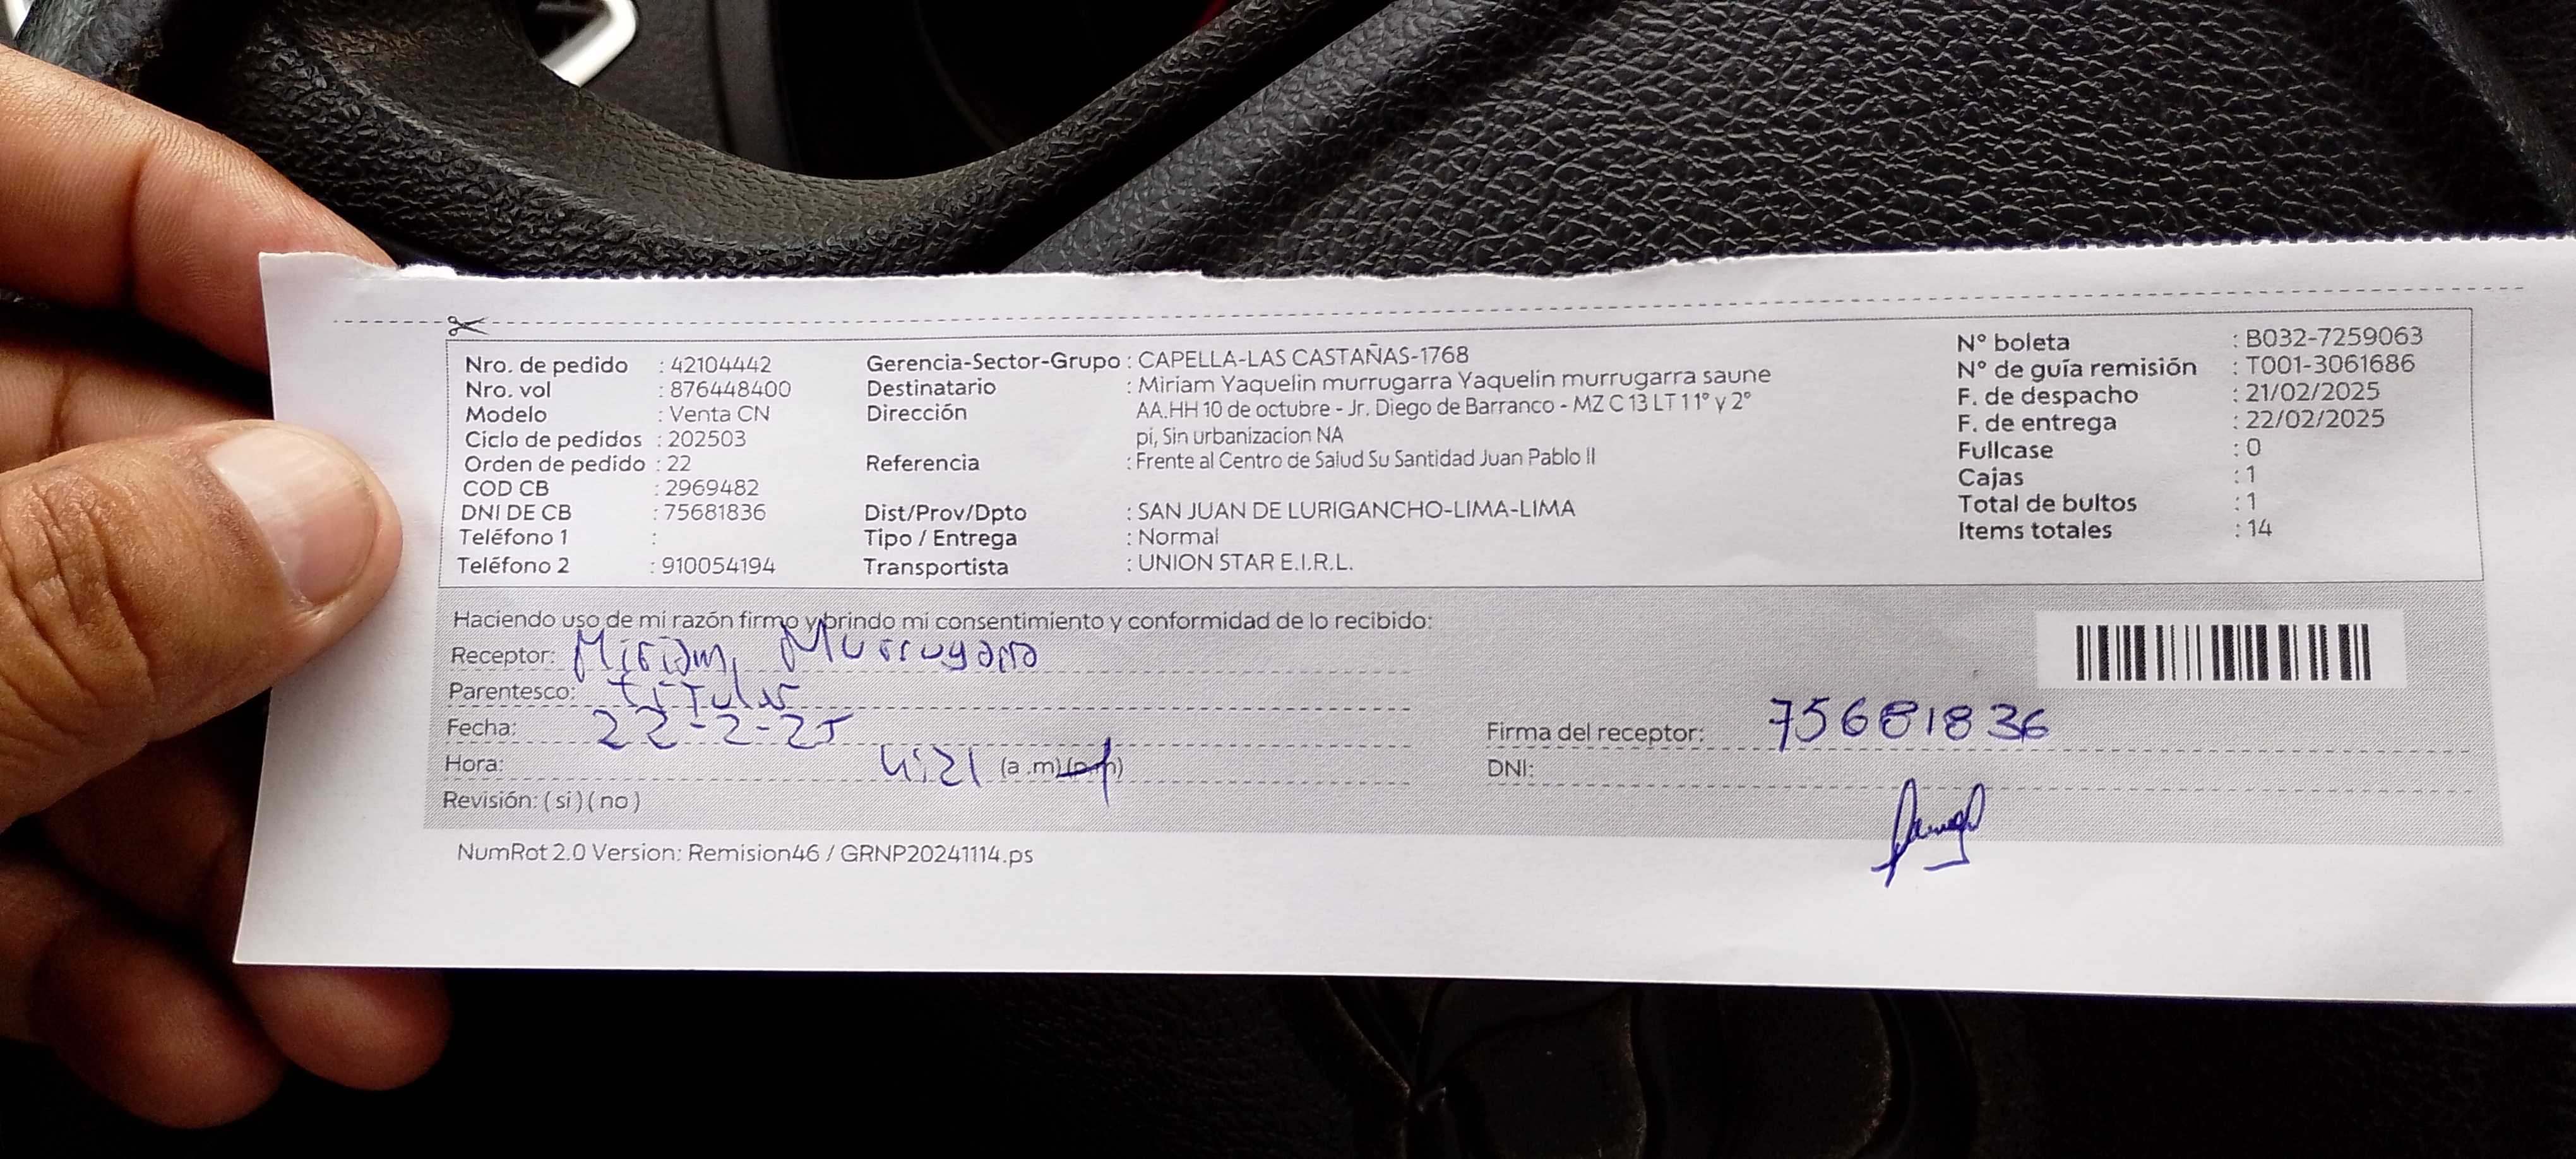 Nro. de pedido : 42104442
Nro. vol : 876448400
Modelo : Venta CN
Ciclo de pedidos : 202503
Orden de pedido : 22
COD CB : 2969482
DNI DE CB : 75681836
Teléfono 1 :
Teléfono 2 : 910054194
Gerencia-Sector-Grupo : CAPELLA-LAS CASTAÑAS-1768
Destinatario : Miriam Yaquelin murrugarra Yaquelin murrugarra saune
Dirección AA.HH 10 de octubre - Jr. Diego de Barranco - MZ C 13 LT 1 1° y 2°
pi, Sin urbanizacion NA
Referencia : Frente al Centro de Salud Su Santidad Juan Pablo II
Dist/Prov/Dpto : SAN JUAN DE LURIGANCHO-LIMA-LIMA
Tipo / Entrega : Normal
Transportista : UNION STAR E.I.R.L.
N° boleta : B032-7259063
N° de guía remisión : T001-3061686
F. de despacho : 21/02/2025
F. de entrega : 22/02/2025
Fullcase : 0
Cajas : 1
Total de bultos : 1
Items totales : 14
Haciendo uso de mi razón firmo y brindo mi consentimiento y conformidad de lo recibido:
Receptor: Miriam Murrugarra
Parentesco: titular
Fecha: 22-2-25
Hora: 4:21 (a .m) (p.m)
Revisión: ( si ) ( no )
Firma del receptor: 75681836
DNI:
NumRot 2.0 Version: Remision46 / GRNP20241114.ps